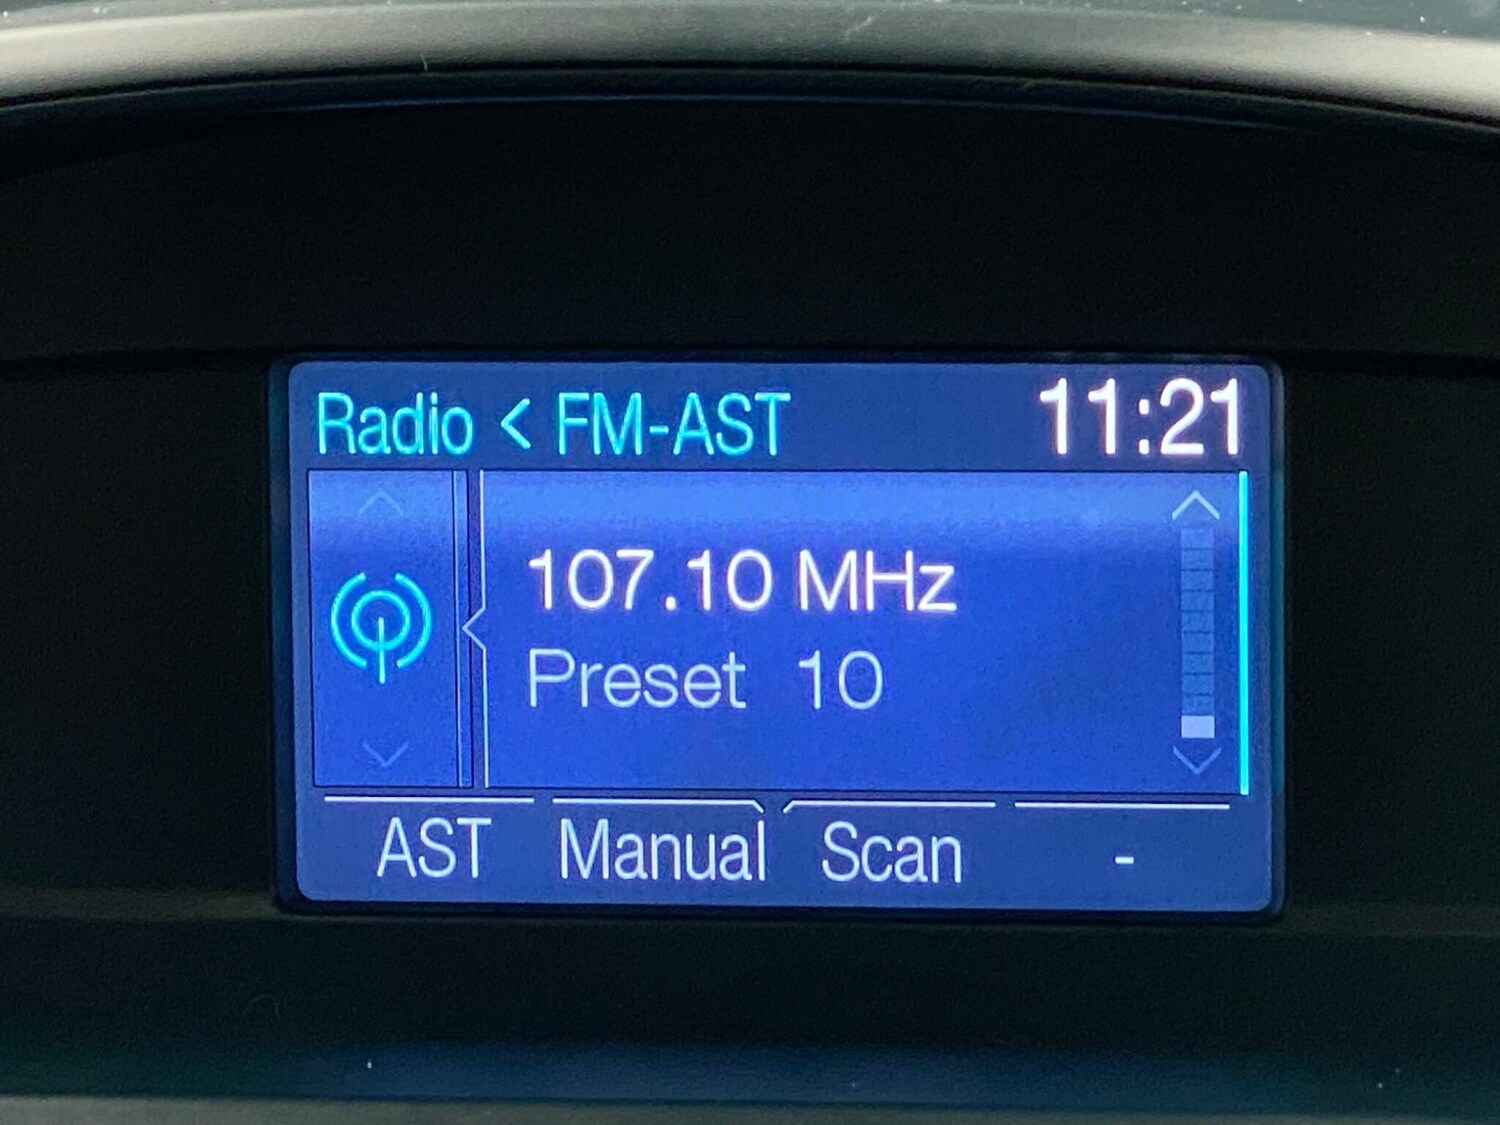 Radio < FM-AST 11:21
107.10 MHz
Preset 10
AST Manual Scan -